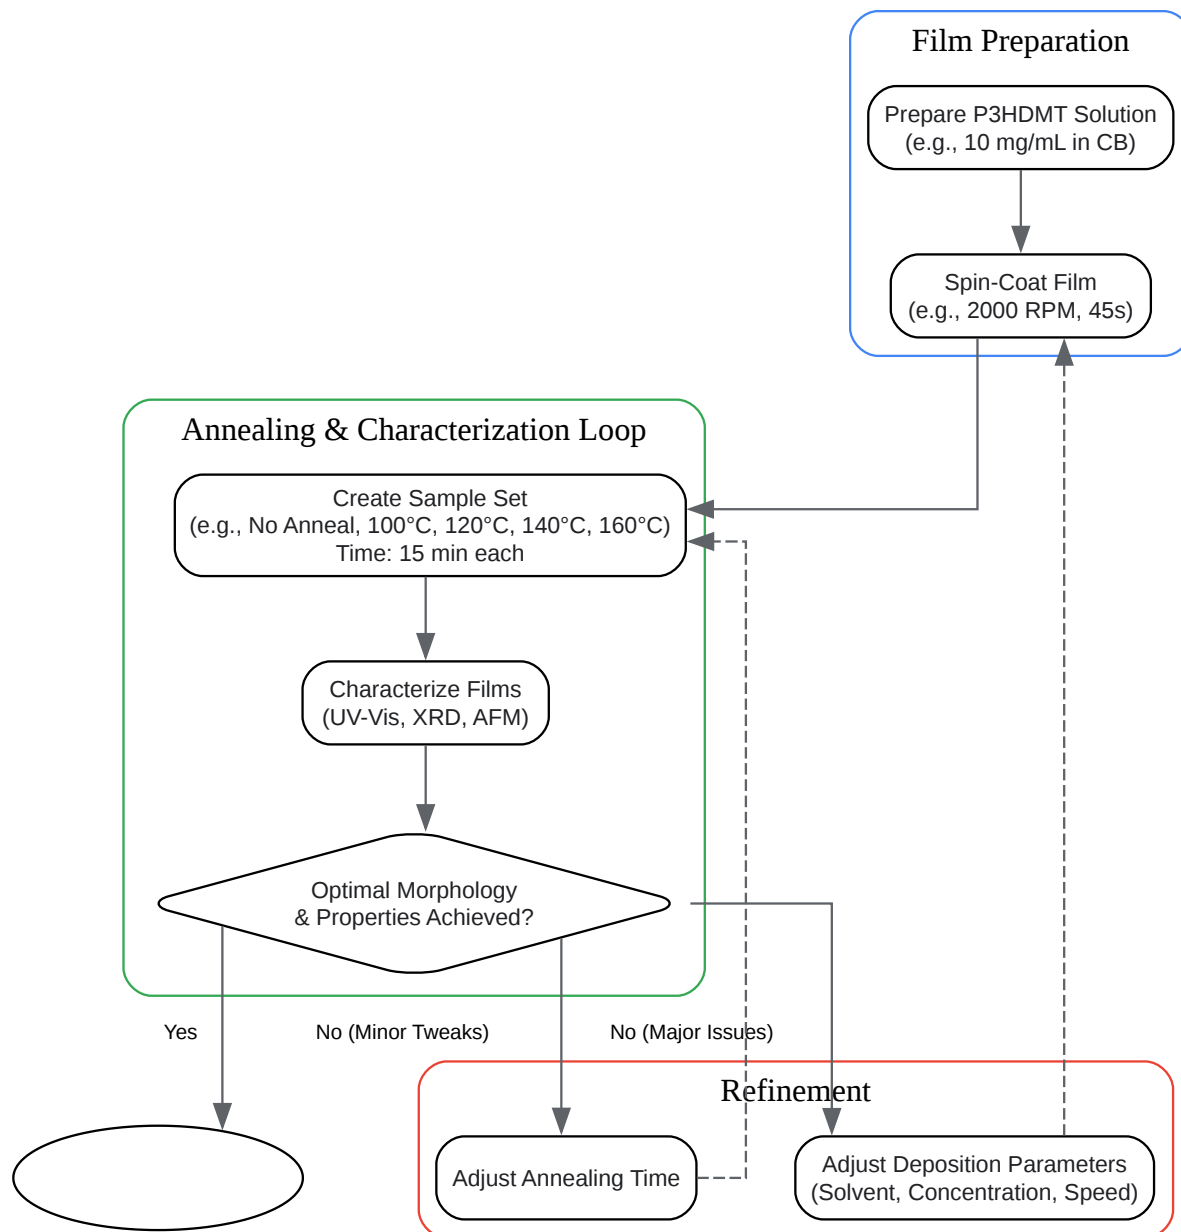 Film Preparation
Prepare P3HDMT Solution
(e.g., 10 mg/mL in CB)
Spin-Coat Film
(e.g., 2000 RPM, 45s)
Annealing & Characterization Loop
Create Sample Set
(e.g., No Anneal, 100°C, 120°C, 140°C, 160°C)
Time: 15 min each
Characterize Films
(UV-Vis, XRD, AFM)
Optimal Morphology
& Properties Achieved?
Yes
No (Minor Tweaks)
No (Major Issues)
Refinement
Adjust Annealing Time
Adjust Deposition Parameters
(Solvent, Concentration, Speed)